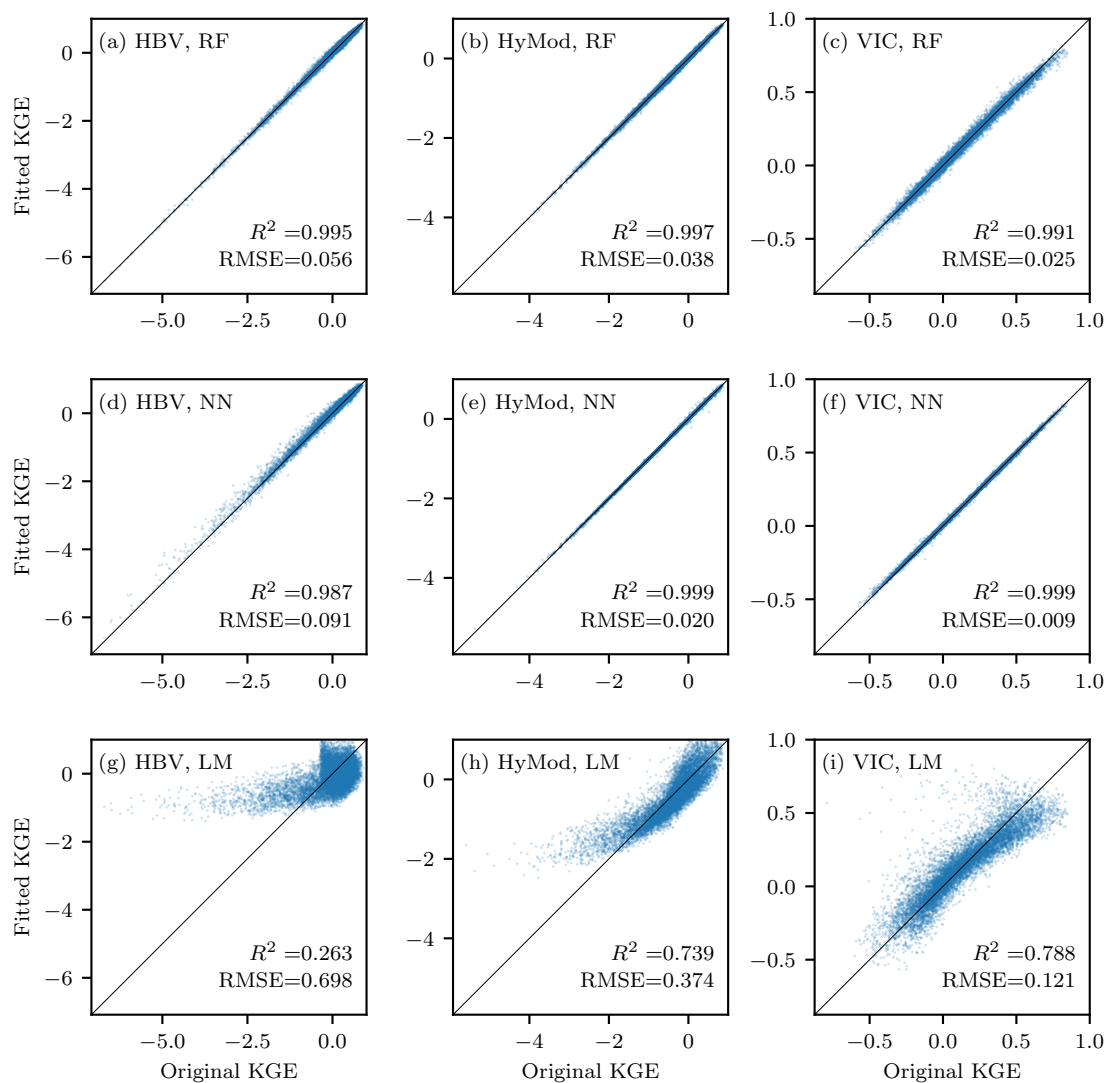 (a) HBV, RF
0
−2
−4
−6
Fitted KGE
R² =0.995
RMSE=0.056
−5.0 −2.5 0.0
(b) HyMod, RF
0
−2
−4
R² =0.997
RMSE=0.038
−4 −2 0
(c) VIC, RF
1.0
0.5
0.0
−0.5
R² =0.991
RMSE=0.025
−0.5 0.0 0.5 1.0
(d) HBV, NN
0
−2
−4
−6
Fitted KGE
R² =0.987
RMSE=0.091
−5.0 −2.5 0.0
(e) HyMod, NN
0
−2
−4
R² =0.999
RMSE=0.020
−4 −2 0
(f) VIC, NN
1.0
0.5
0.0
−0.5
R² =0.999
RMSE=0.009
−0.5 0.0 0.5 1.0
(g) HBV, LM
0
−2
−4
−6
Fitted KGE
R² =0.263
RMSE=0.698
−5.0 −2.5 0.0
Original KGE
(h) HyMod, LM
0
−2
−4
R² =0.739
RMSE=0.374
−4 −2 0
Original KGE
(i) VIC, LM
1.0
0.5
0.0
−0.5
R² =0.788
RMSE=0.121
−0.5 0.0 0.5 1.0
Original KGE